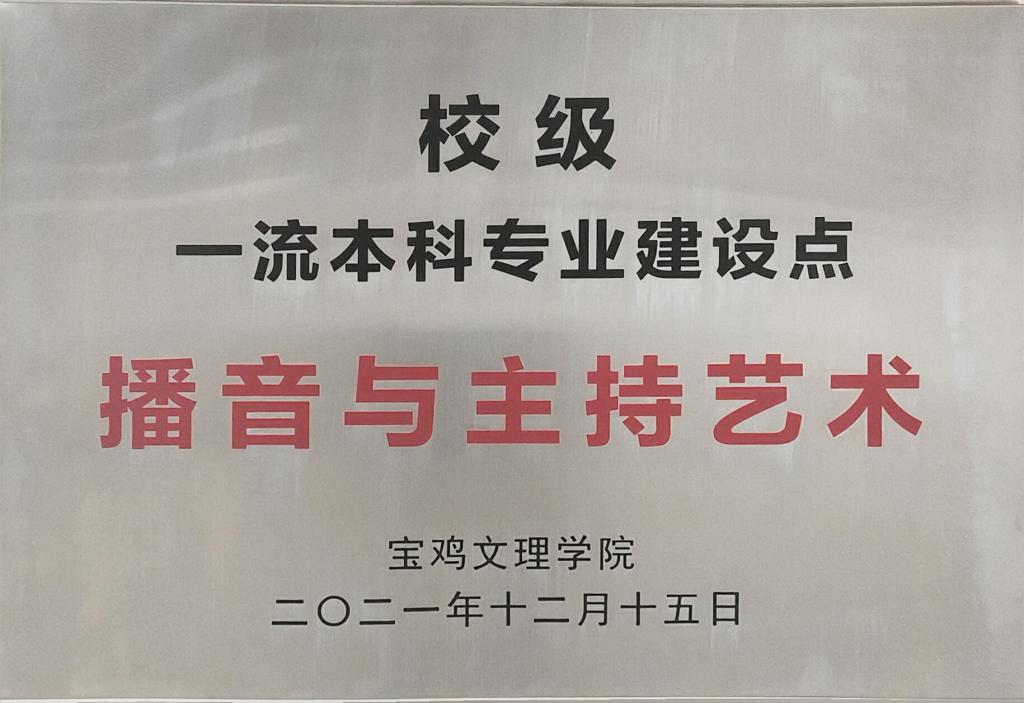 校级
一流本科专业建设点
播音与主持艺术
宝鸡文理学院
二〇二一年十二月十五日